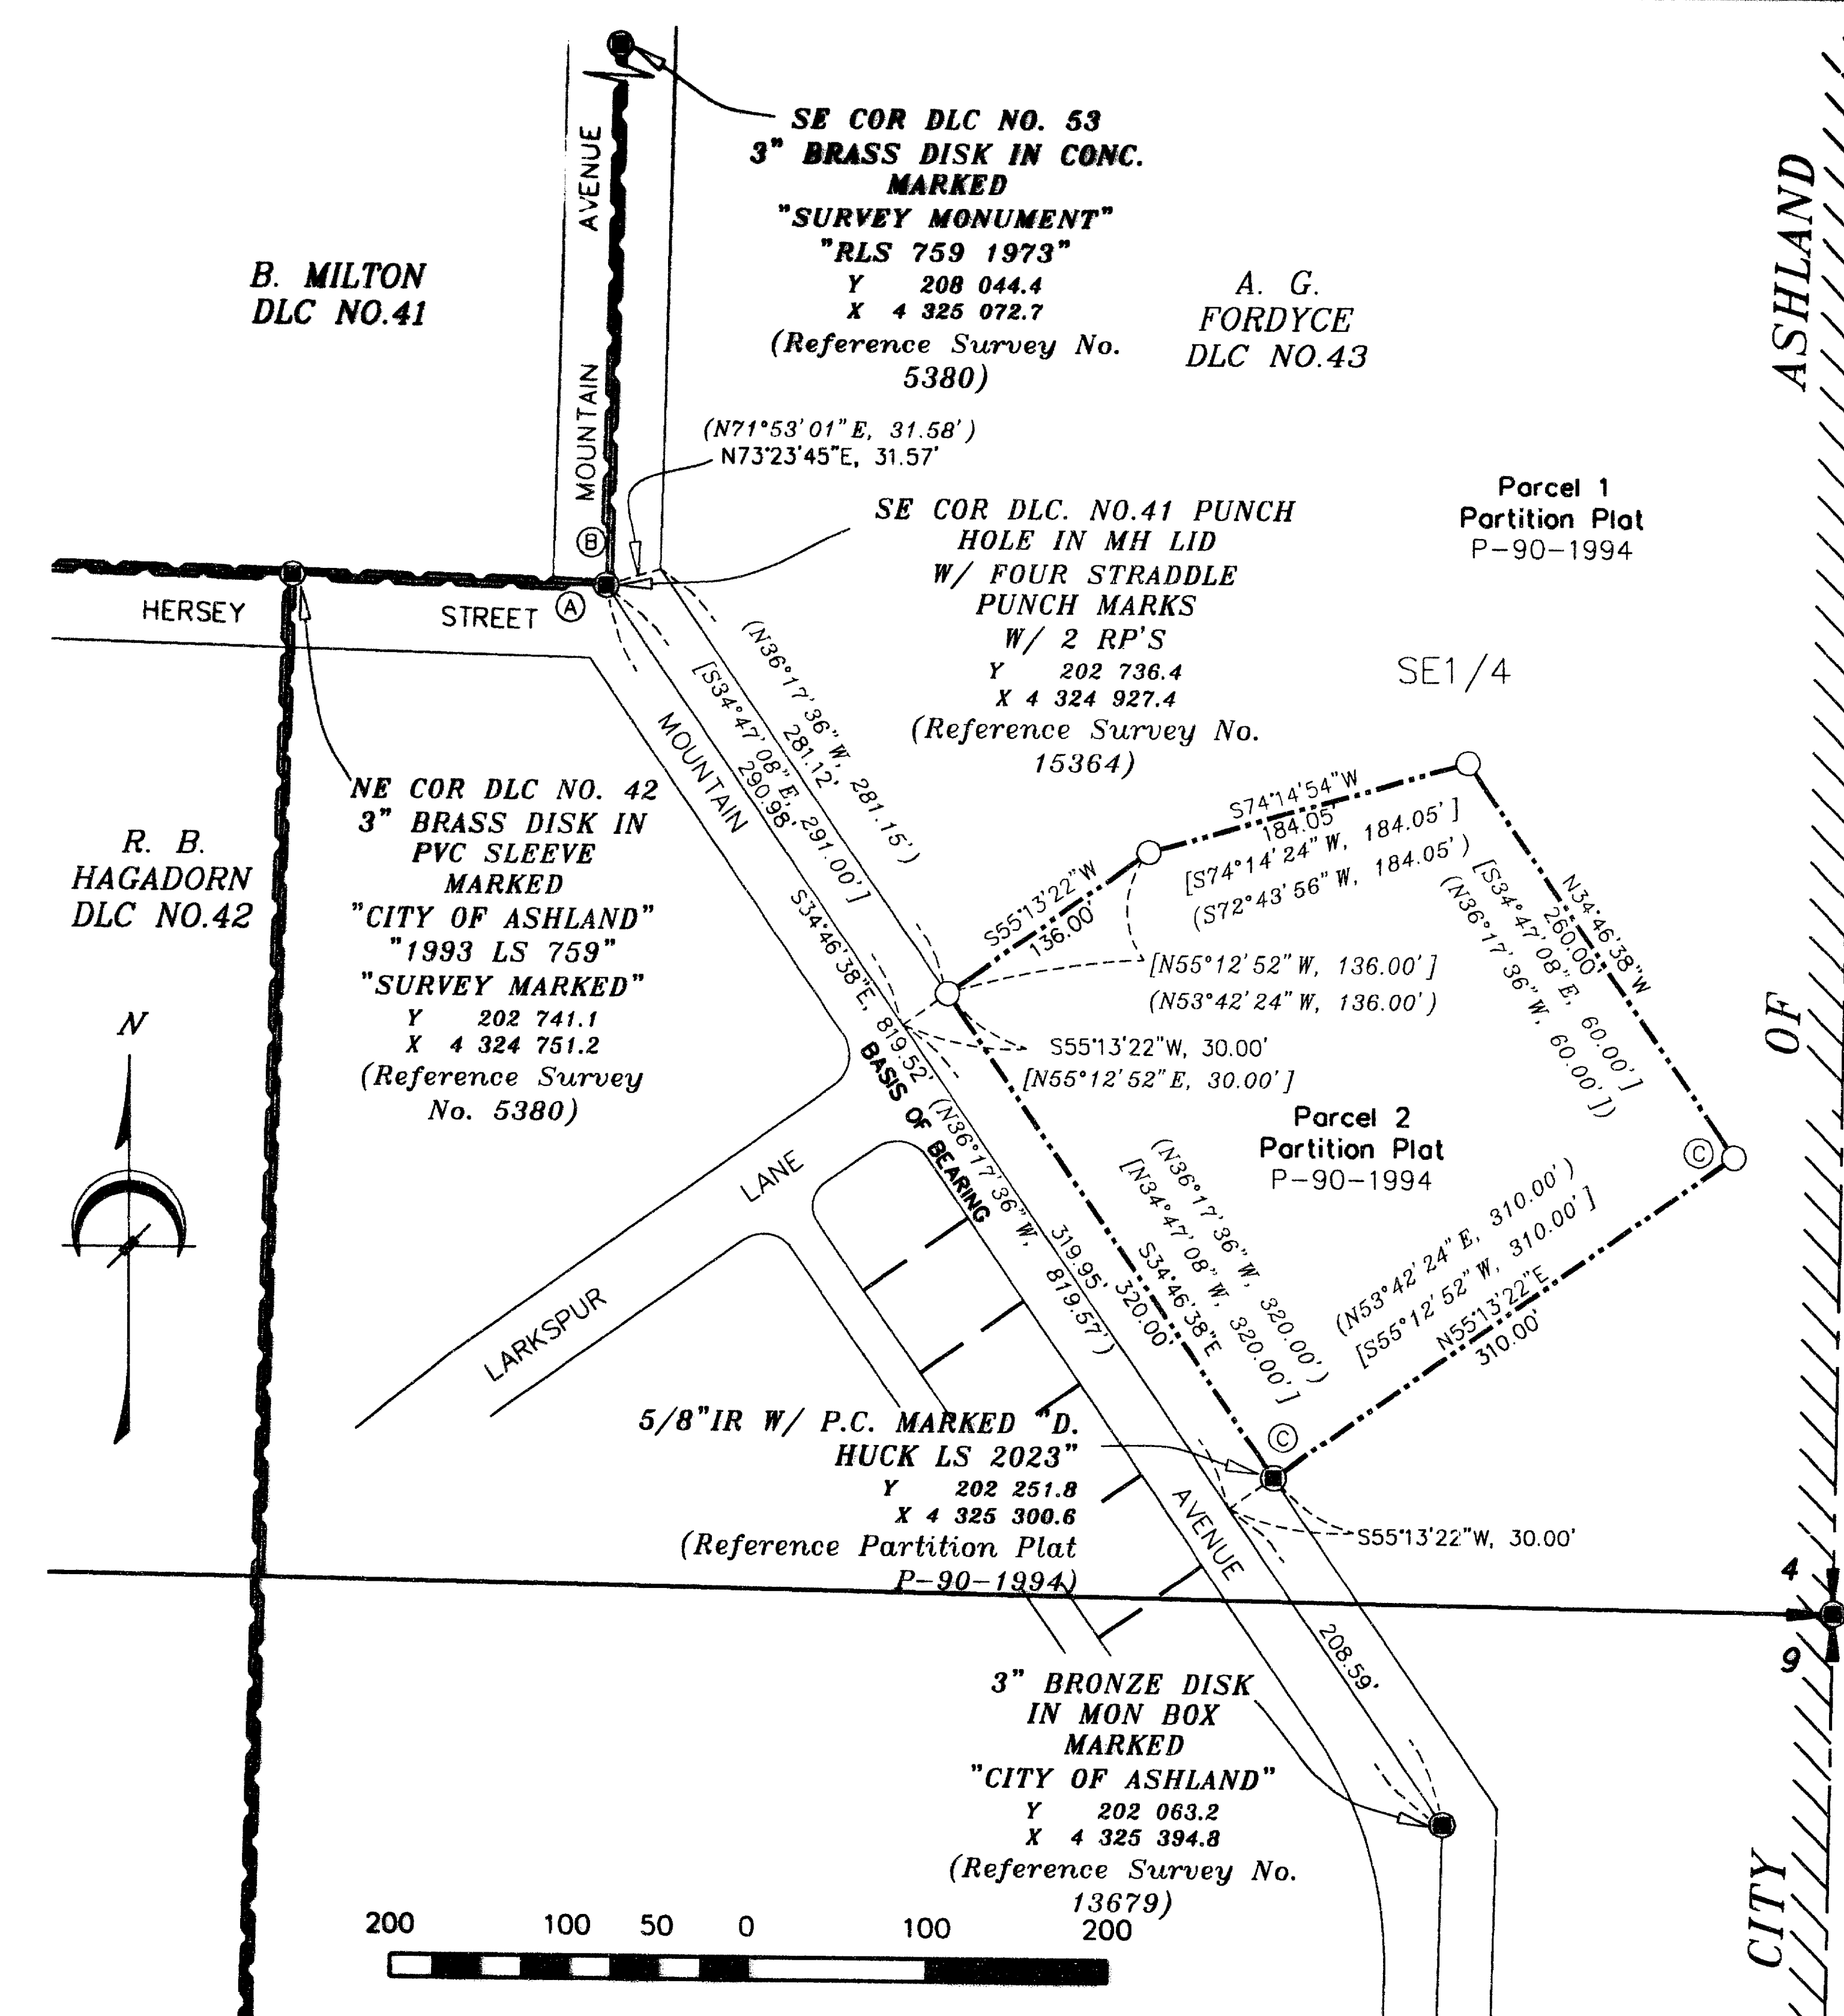 AVENUE
MOUNTAIN
SE COR DLC NO. 53
3" BRASS DISK IN CONC.
MARKED
"SURVEY MONUMENT"
"RLS 759 1973"
Y 208 044.4
X 4 325 072.7
(Reference Survey No.
5380)
B. MILTON
DLC NO.41
A. G.
FORDYCE
DLC NO.43
ASHLAND
(N71°53'01"E, 31.58')
N73°23'45"E, 31.57'
Parcel 1
Partition Plat
P-90-1994
SE COR DLC. NO.41 PUNCH
HOLE IN MH LID
W/ FOUR STRADDLE
PUNCH MARKS
W/ 2 RP'S
Y 202 736.4
X 4 324 927.4
(Reference Survey No.
15364)
B
A
HERSEY STREET
SE1/4
(N36°17'36"W, 281.15')
281.12'
[S34°47'08"E, 291.00']
290.98'
MOUNTAIN
NE COR DLC NO. 42
3" BRASS DISK IN
PVC SLEEVE
MARKED
"CITY OF ASHLAND"
"1993 LS 759"
"SURVEY MARKED"
Y 202 741.1
X 4 324 751.2
(Reference Survey
No. 5380)
R. B.
HAGADORN
DLC NO.42
N
S74°14'54"W
184.05'
[S74°14'24"W, 184.05']
(S72°43'56"W, 184.05')
S55°13'22"W
136.00'
[N55°12'52"W, 136.00']
(N53°42'24"W, 136.00')
N34°46'38"W
260.00'
[S34°47'08"E, 60.00']
(N36°17'36"W, 60.00'])
S55°13'22"W, 30.00'
[N55°12'52"E, 30.00']
S34°46'38"E, 819.52'
BASIS OF BEARING
(N36°17'36"W, 819.57')
OF
Parcel 2
Partition Plat
P-90-1994
C
(N36°17'36"W, 320.00')
[N34°47'08"W, 320.00']
S34°46'38"E
320.00'
319.95'
(N53°42'24"E, 310.00')
[S55°12'52"W, 310.00']
N55°13'22"E
310.00'
LARKSPUR LANE
C
5/8"IR W/ P.C. MARKED "D.
HUCK LS 2023"
Y 202 251.8
X 4 325 300.6
(Reference Partition Plat
P-90-1994)
AVENUE
S55°13'22"W, 30.00'
4
9
208.59'
3" BRONZE DISK
IN MON BOX
MARKED
"CITY OF ASHLAND"
Y 202 063.2
X 4 325 394.8
(Reference Survey No.
13679)
CITY
200 100 50 0 100 200